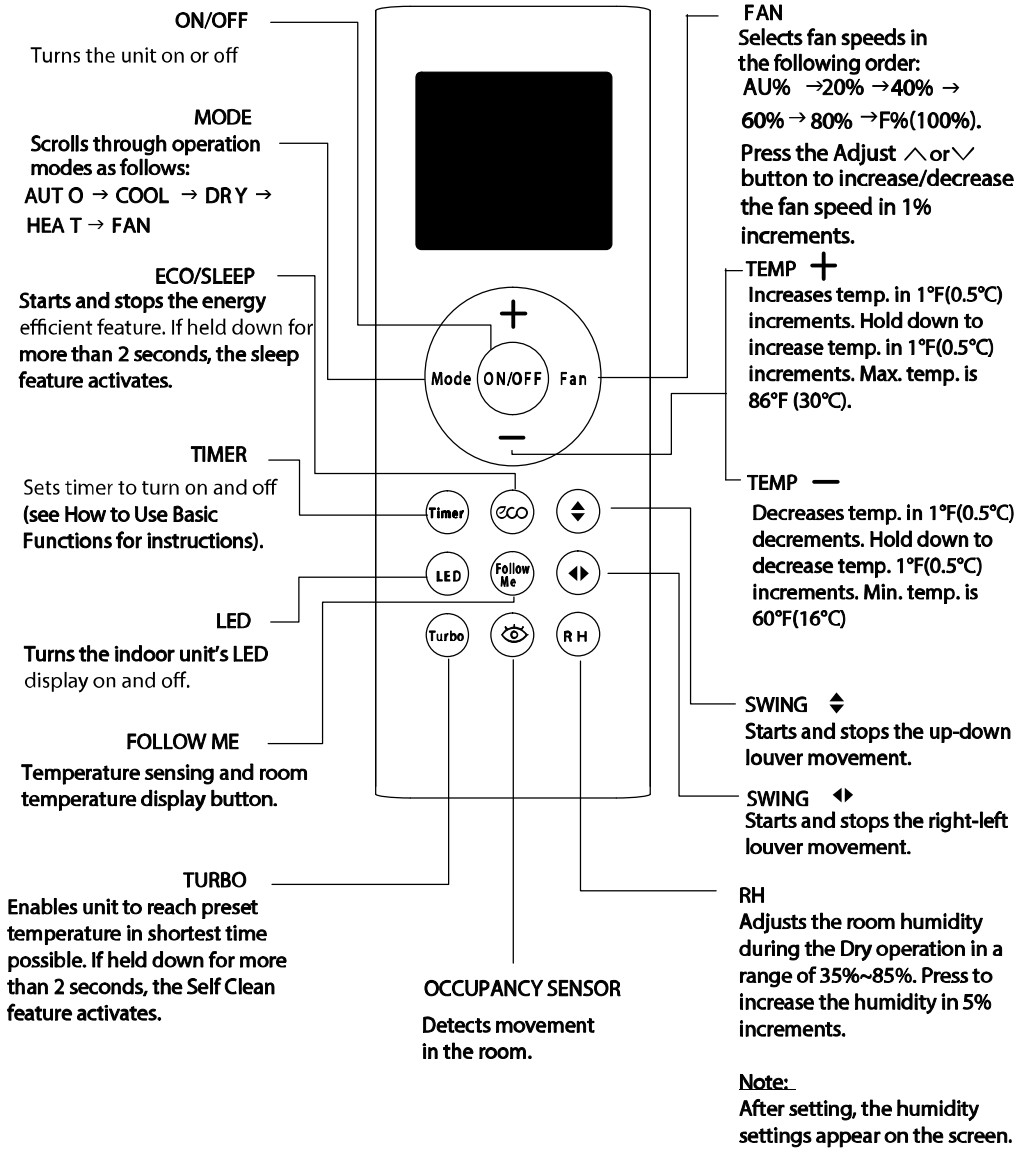 ON/OFF
Turns the unit on or off
MODE
Scrolls through operation
modes as follows:
AUT O → COOL → DR Y →
HEA T → FAN
ECO/SLEEP
Starts and stops the energy
efficient feature. If held down for
more than 2 seconds, the sleep
feature activates.
TIMER
Sets timer to turn on and off
(see How to Use Basic
Functions for instructions).
LED
Turns the indoor unit's LED
display on and off.
FOLLOW ME
Temperature sensing and room
temperature display button.
TURBO
Enables unit to reach preset
temperature in shortest time
possible. If held down for more
than 2 seconds, the Self Clean
feature activates.
+
Mode ON/OFF Fan
−
Timer eco
LED Follow
Me
Turbo R H
OCCUPANCY SENSOR
Detects movement
in the room.
FAN
Selects fan speeds in
the following order:
AU% →20% →40% →
60% → 80% →F%(100%).
Press the Adjust ︿ or ﹀
button to increase/decrease
the fan speed in 1%
increments.
TEMP +
Increases temp. in 1°F(0.5°C)
increments. Hold down to
increase temp. in 1°F(0.5°C)
increments. Max. temp. is
86°F (30°C).
TEMP −
Decreases temp. in 1°F(0.5°C)
decrements. Hold down to
decrease temp. 1°F(0.5°C)
increments. Min. temp. is
60°F(16°C)
SWING
Starts and stops the up-down
louver movement.
SWING
Starts and stops the right-left
louver movement.
RH
Adjusts the room humidity
during the Dry operation in a
range of 35%~85%. Press to
increase the humidity in 5%
increments.
Note:
After setting, the humidity
settings appear on the screen.